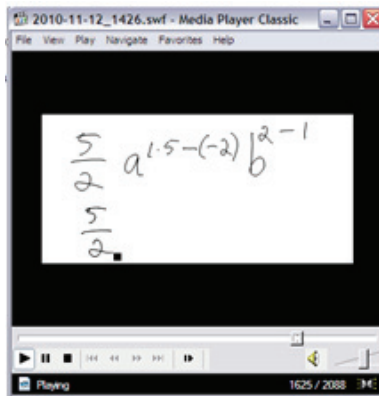 2010-11-12_1426.swf - Media Player Classic
File View Play Navigate Favorites Help
5/2 a^(1.5-(-2)) b^(2-1)
5/2
Playing 1625 / 2088